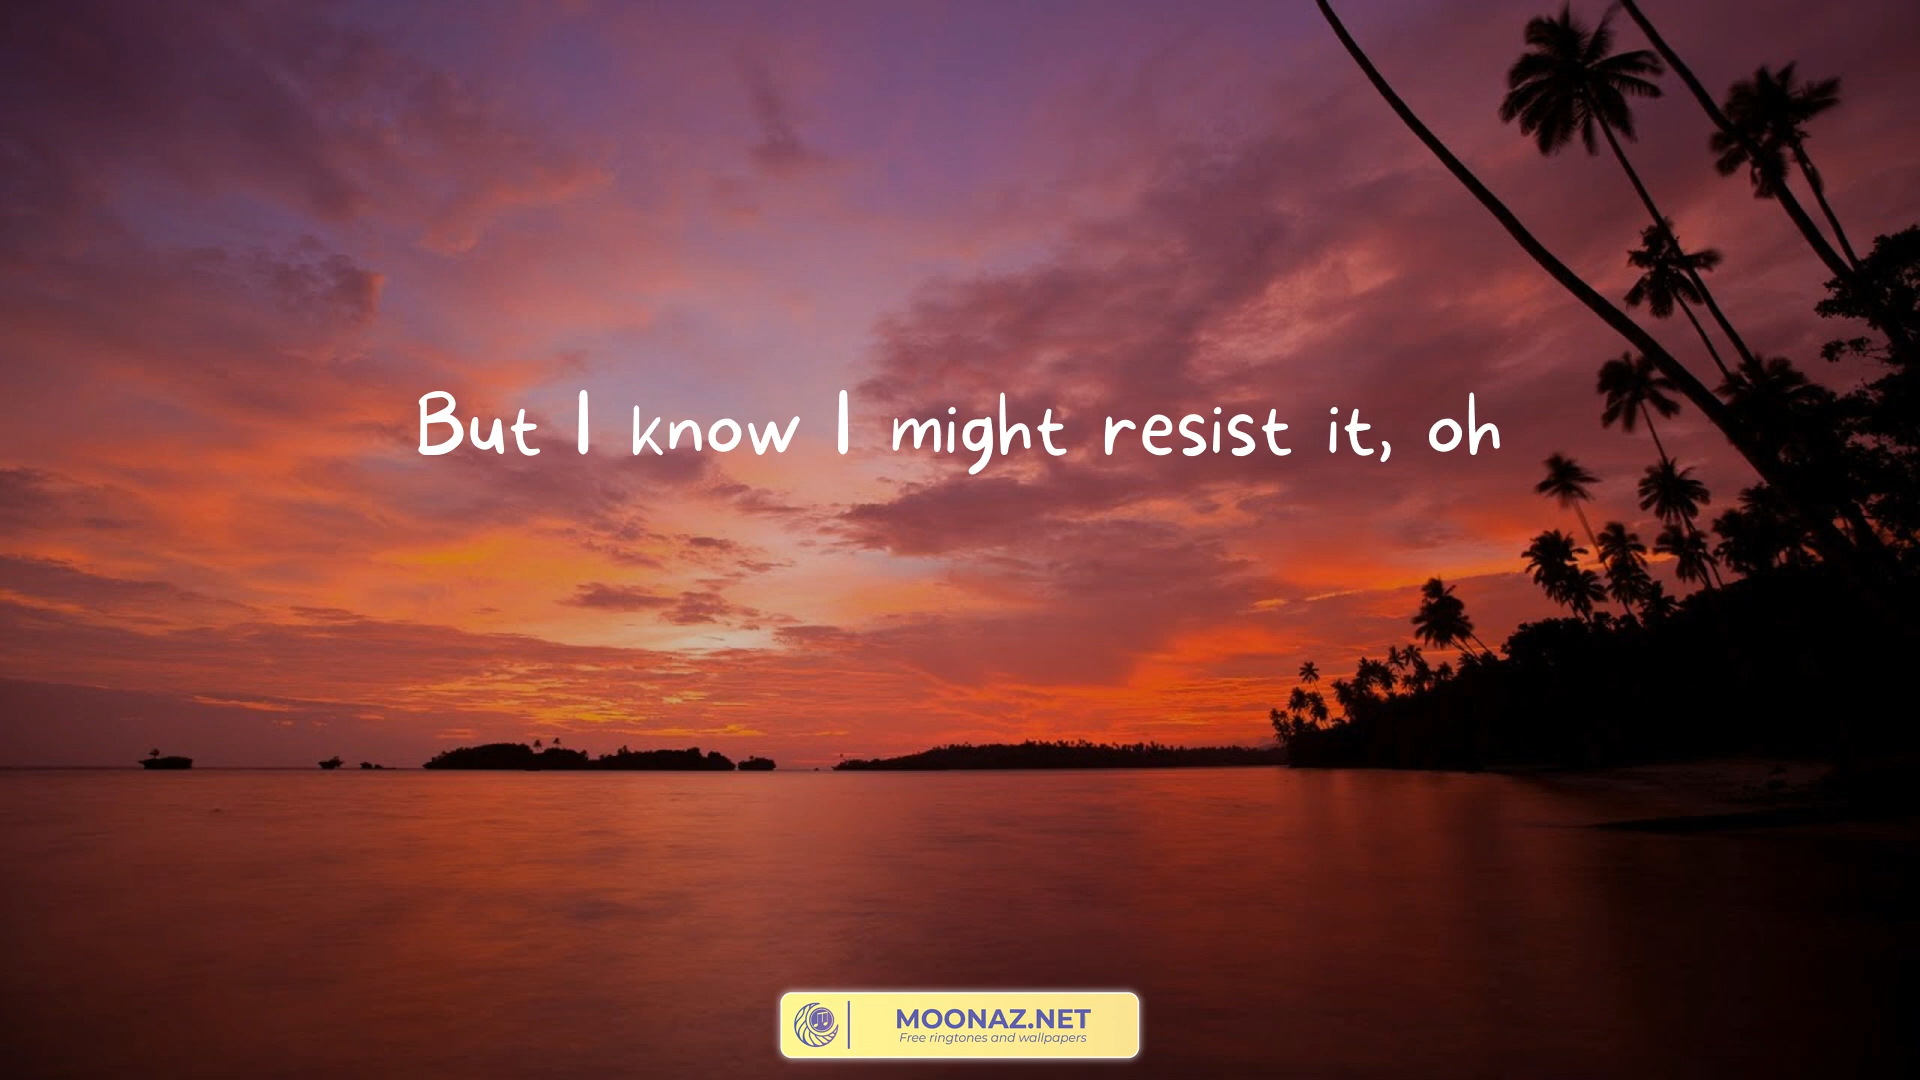 But I know I might resist it, oh
MOONAZ.NET
Free ringtones and wallpapers